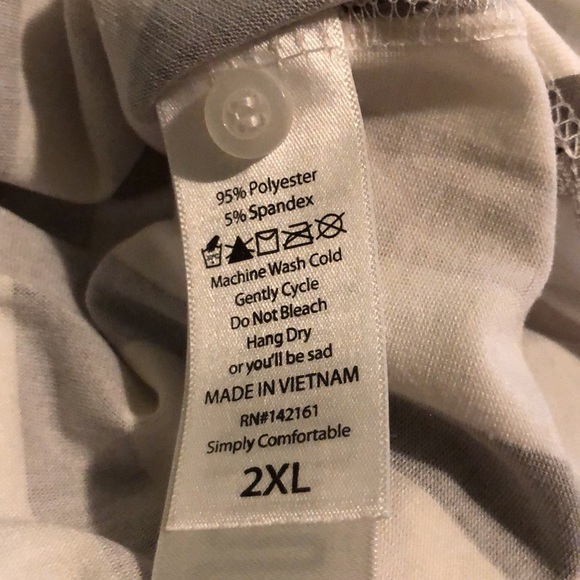 95% Polyester
5% Spandex
Machine Wash Cold
Gently Cycle
Do Not Bleach
Hang Dry
or you'll be sad
MADE IN VIETNAM
RN#142161
Simply Comfortable
2XL